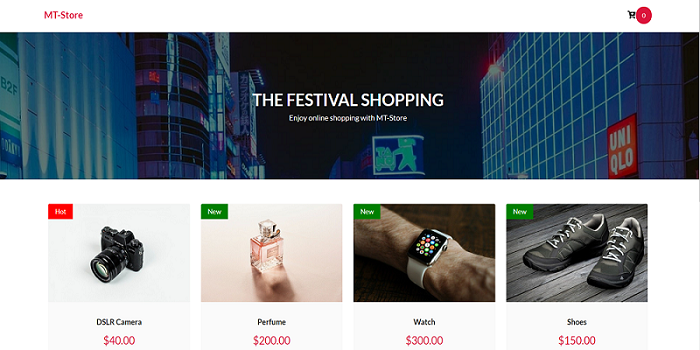 MT-Store
0
THE FESTIVAL SHOPPING
Enjoy online shopping with MT-Store
B2F
UNI
QLO
Hot
New
New
New
DSLR Camera
Perfume
Watch
Shoes
$40.00
$200.00
$300.00
$150.00